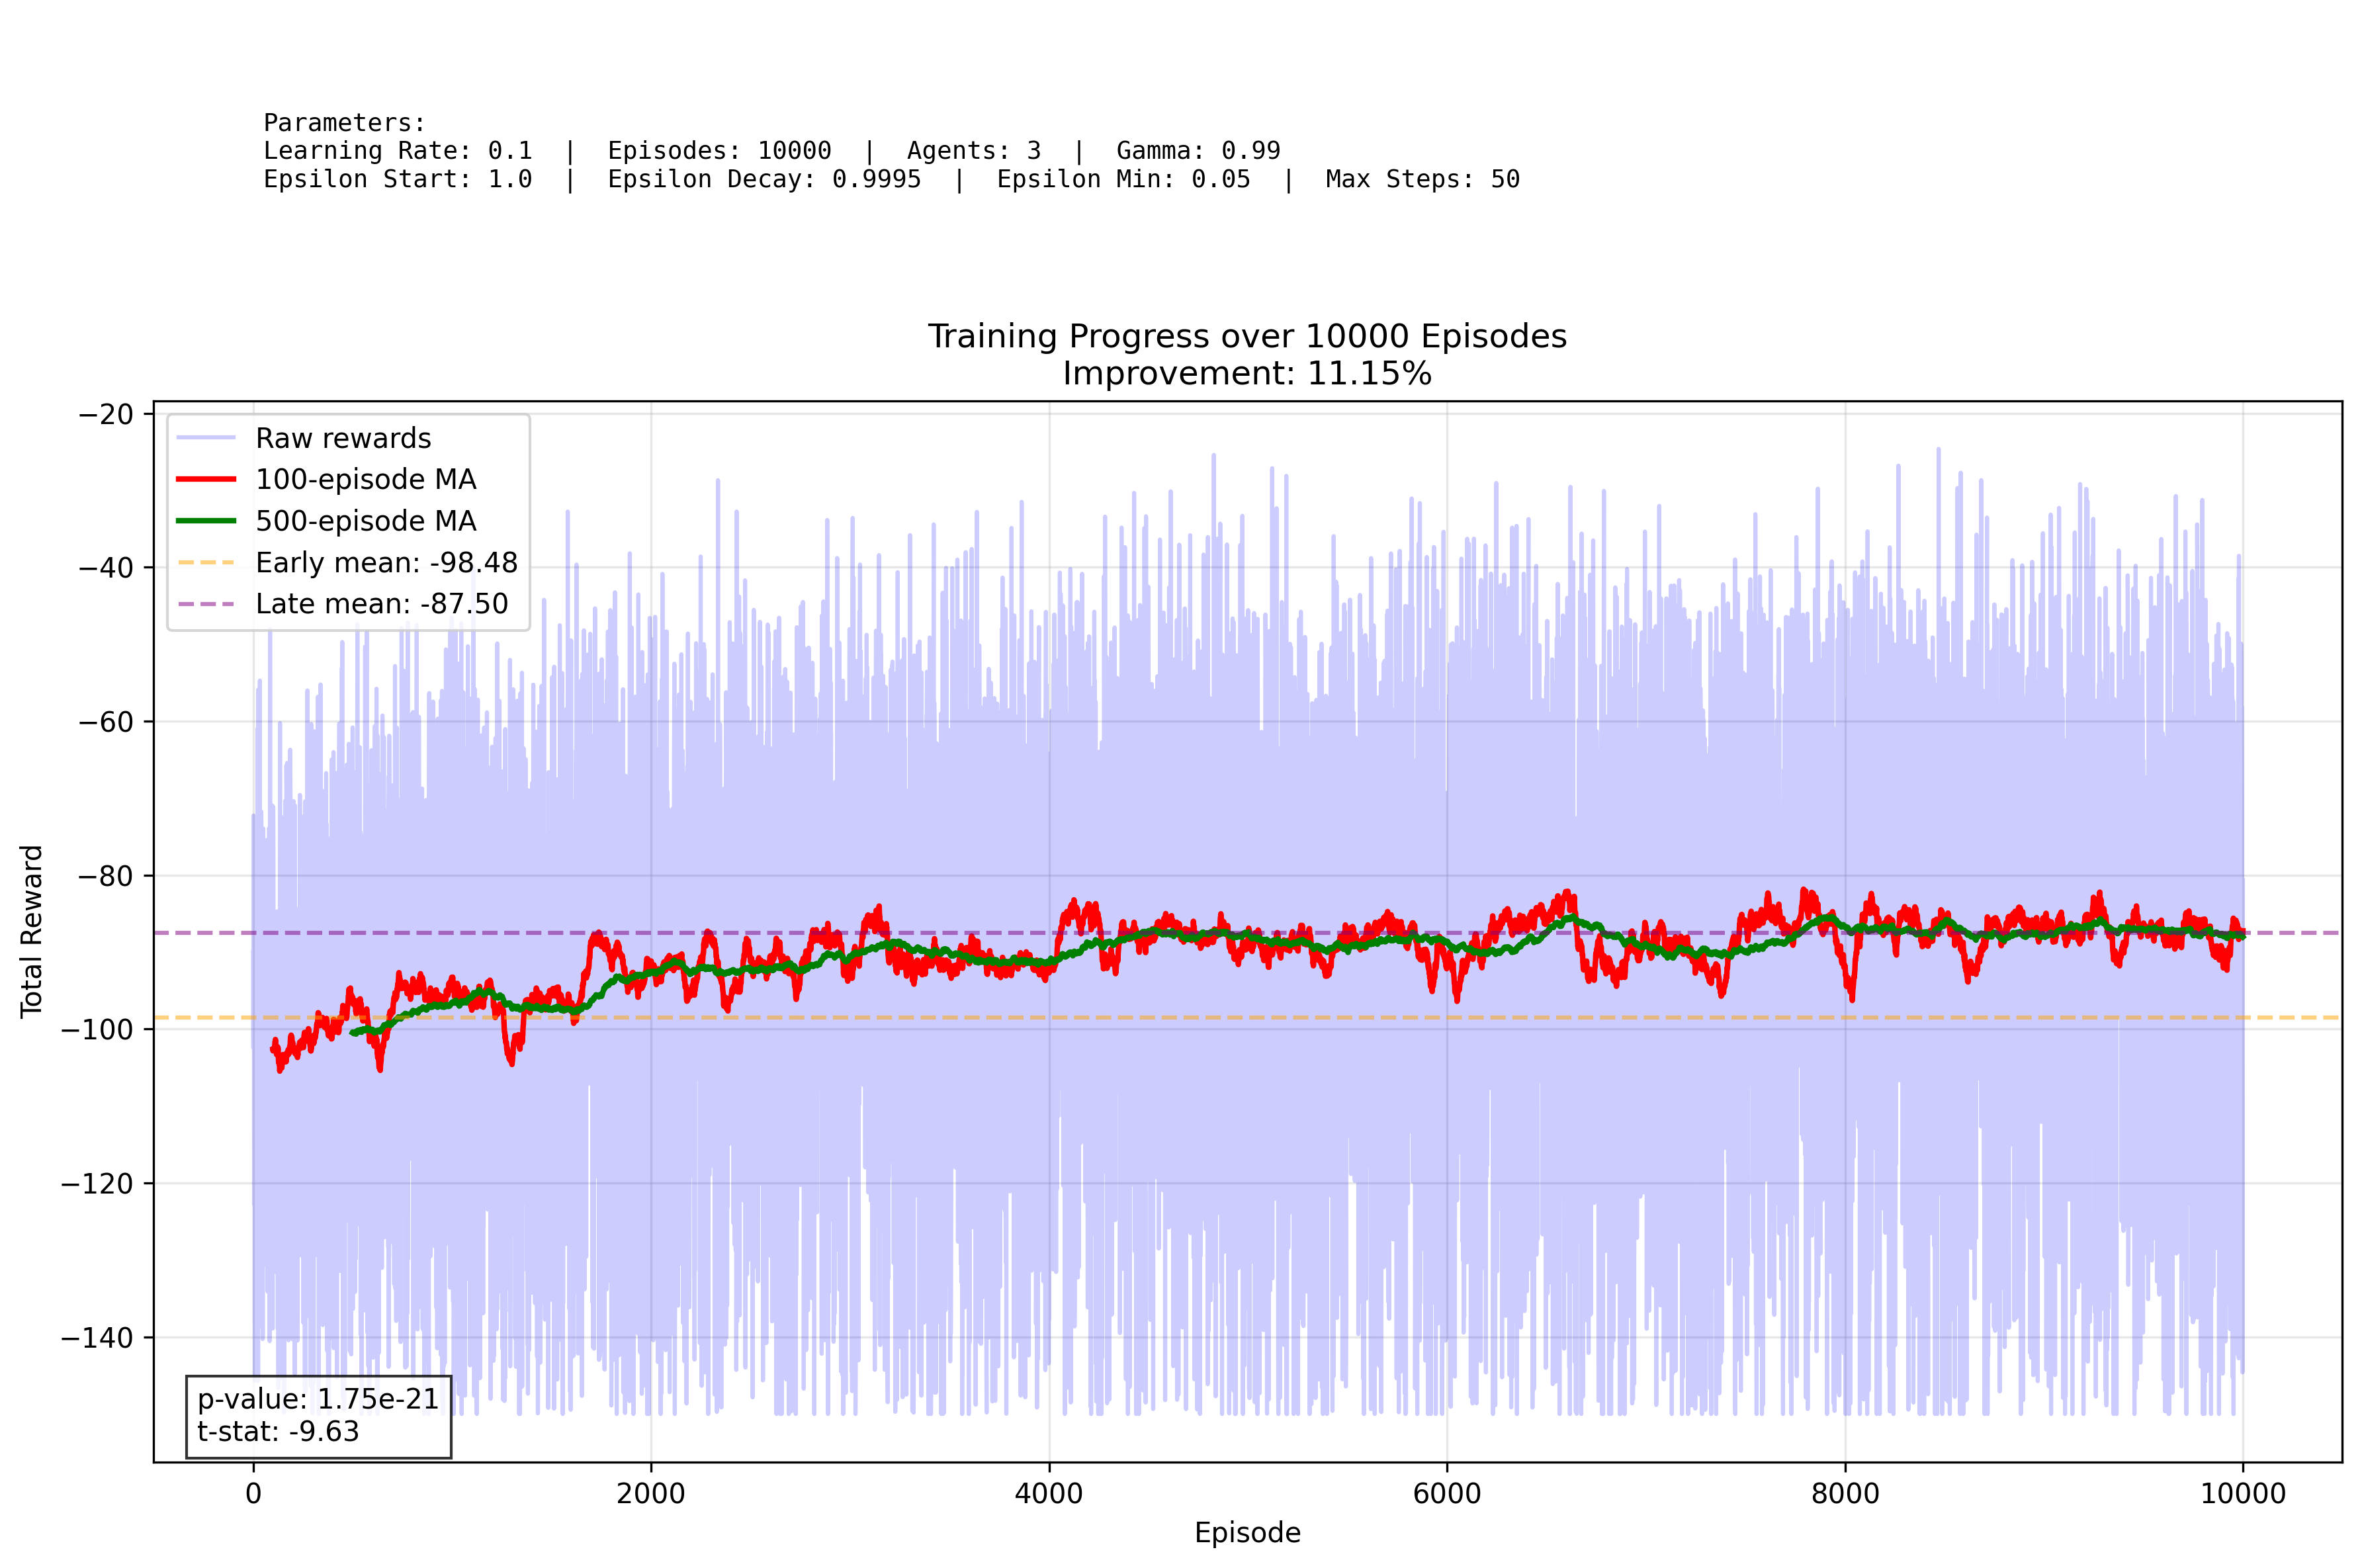 Parameters:
Learning Rate: 0.1  |  Episodes: 10000  |  Agents: 3  |  Gamma: 0.99
Epsilon Start: 1.0  |  Epsilon Decay: 0.9995  |  Epsilon Min: 0.05  |  Max Steps: 50
Training Progress over 10000 Episodes
Improvement: 11.15%
Raw rewards
100-episode MA
500-episode MA
Early mean: -98.48
Late mean: -87.50
−20
−40
−60
−80
−100
−120
−140
Total Reward
p-value: 1.75e-21
t-stat: -9.63
0
2000
4000
6000
8000
10000
Episode